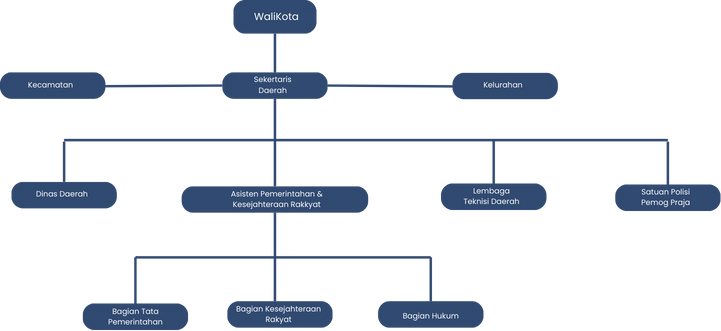 WaliKota
Kecamatan
Sekertaris
Daerah
Kelurahan
Dinas Daerah
Asisten Pemerintahan &
Kesejahteraan Rakkyat
Lembaga
Teknisi Daerah
Satuan Polisi
Pemog Praja
Bagian Tata
Pemerintahan
Bagian Kesejahteraan
Rakyat
Bagian Hukum